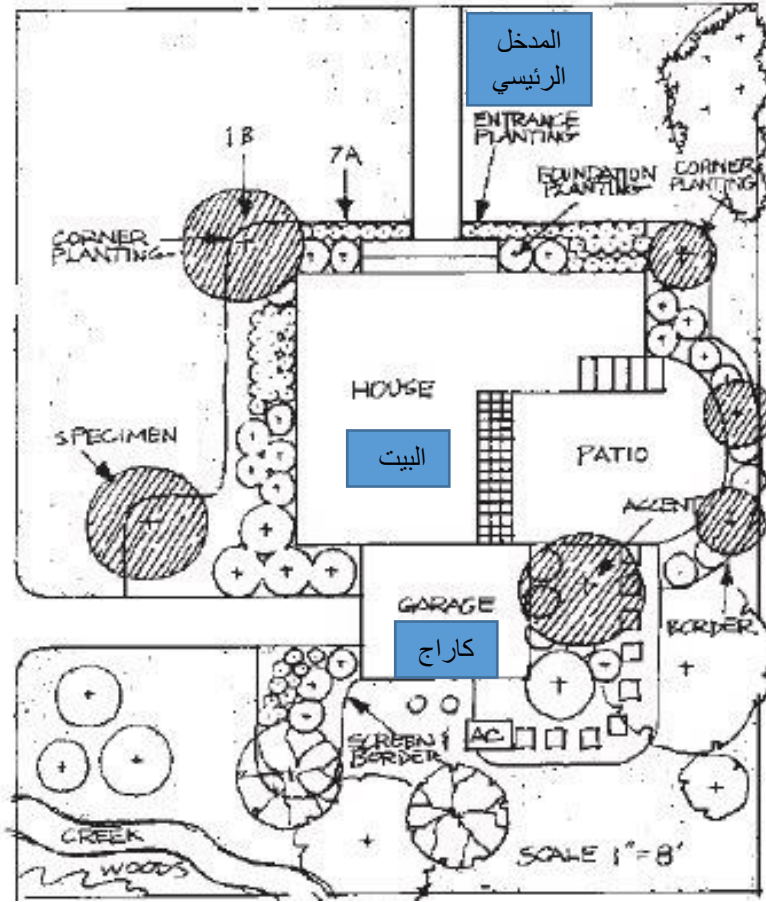 المدخل
الرئيسي
ENTRANCE
PLANTING
1B
7A
FOUNDATION
PLANTING
CORNER
PLANTING
CORNER
PLANTING
HOUSE
البيت
SPECIMEN
PATIO
ACCENT
GARAGE
كاراج
BORDER
SCREEN &
BORDER
AC
CREEK
WOODS
SCALE 1"=8'